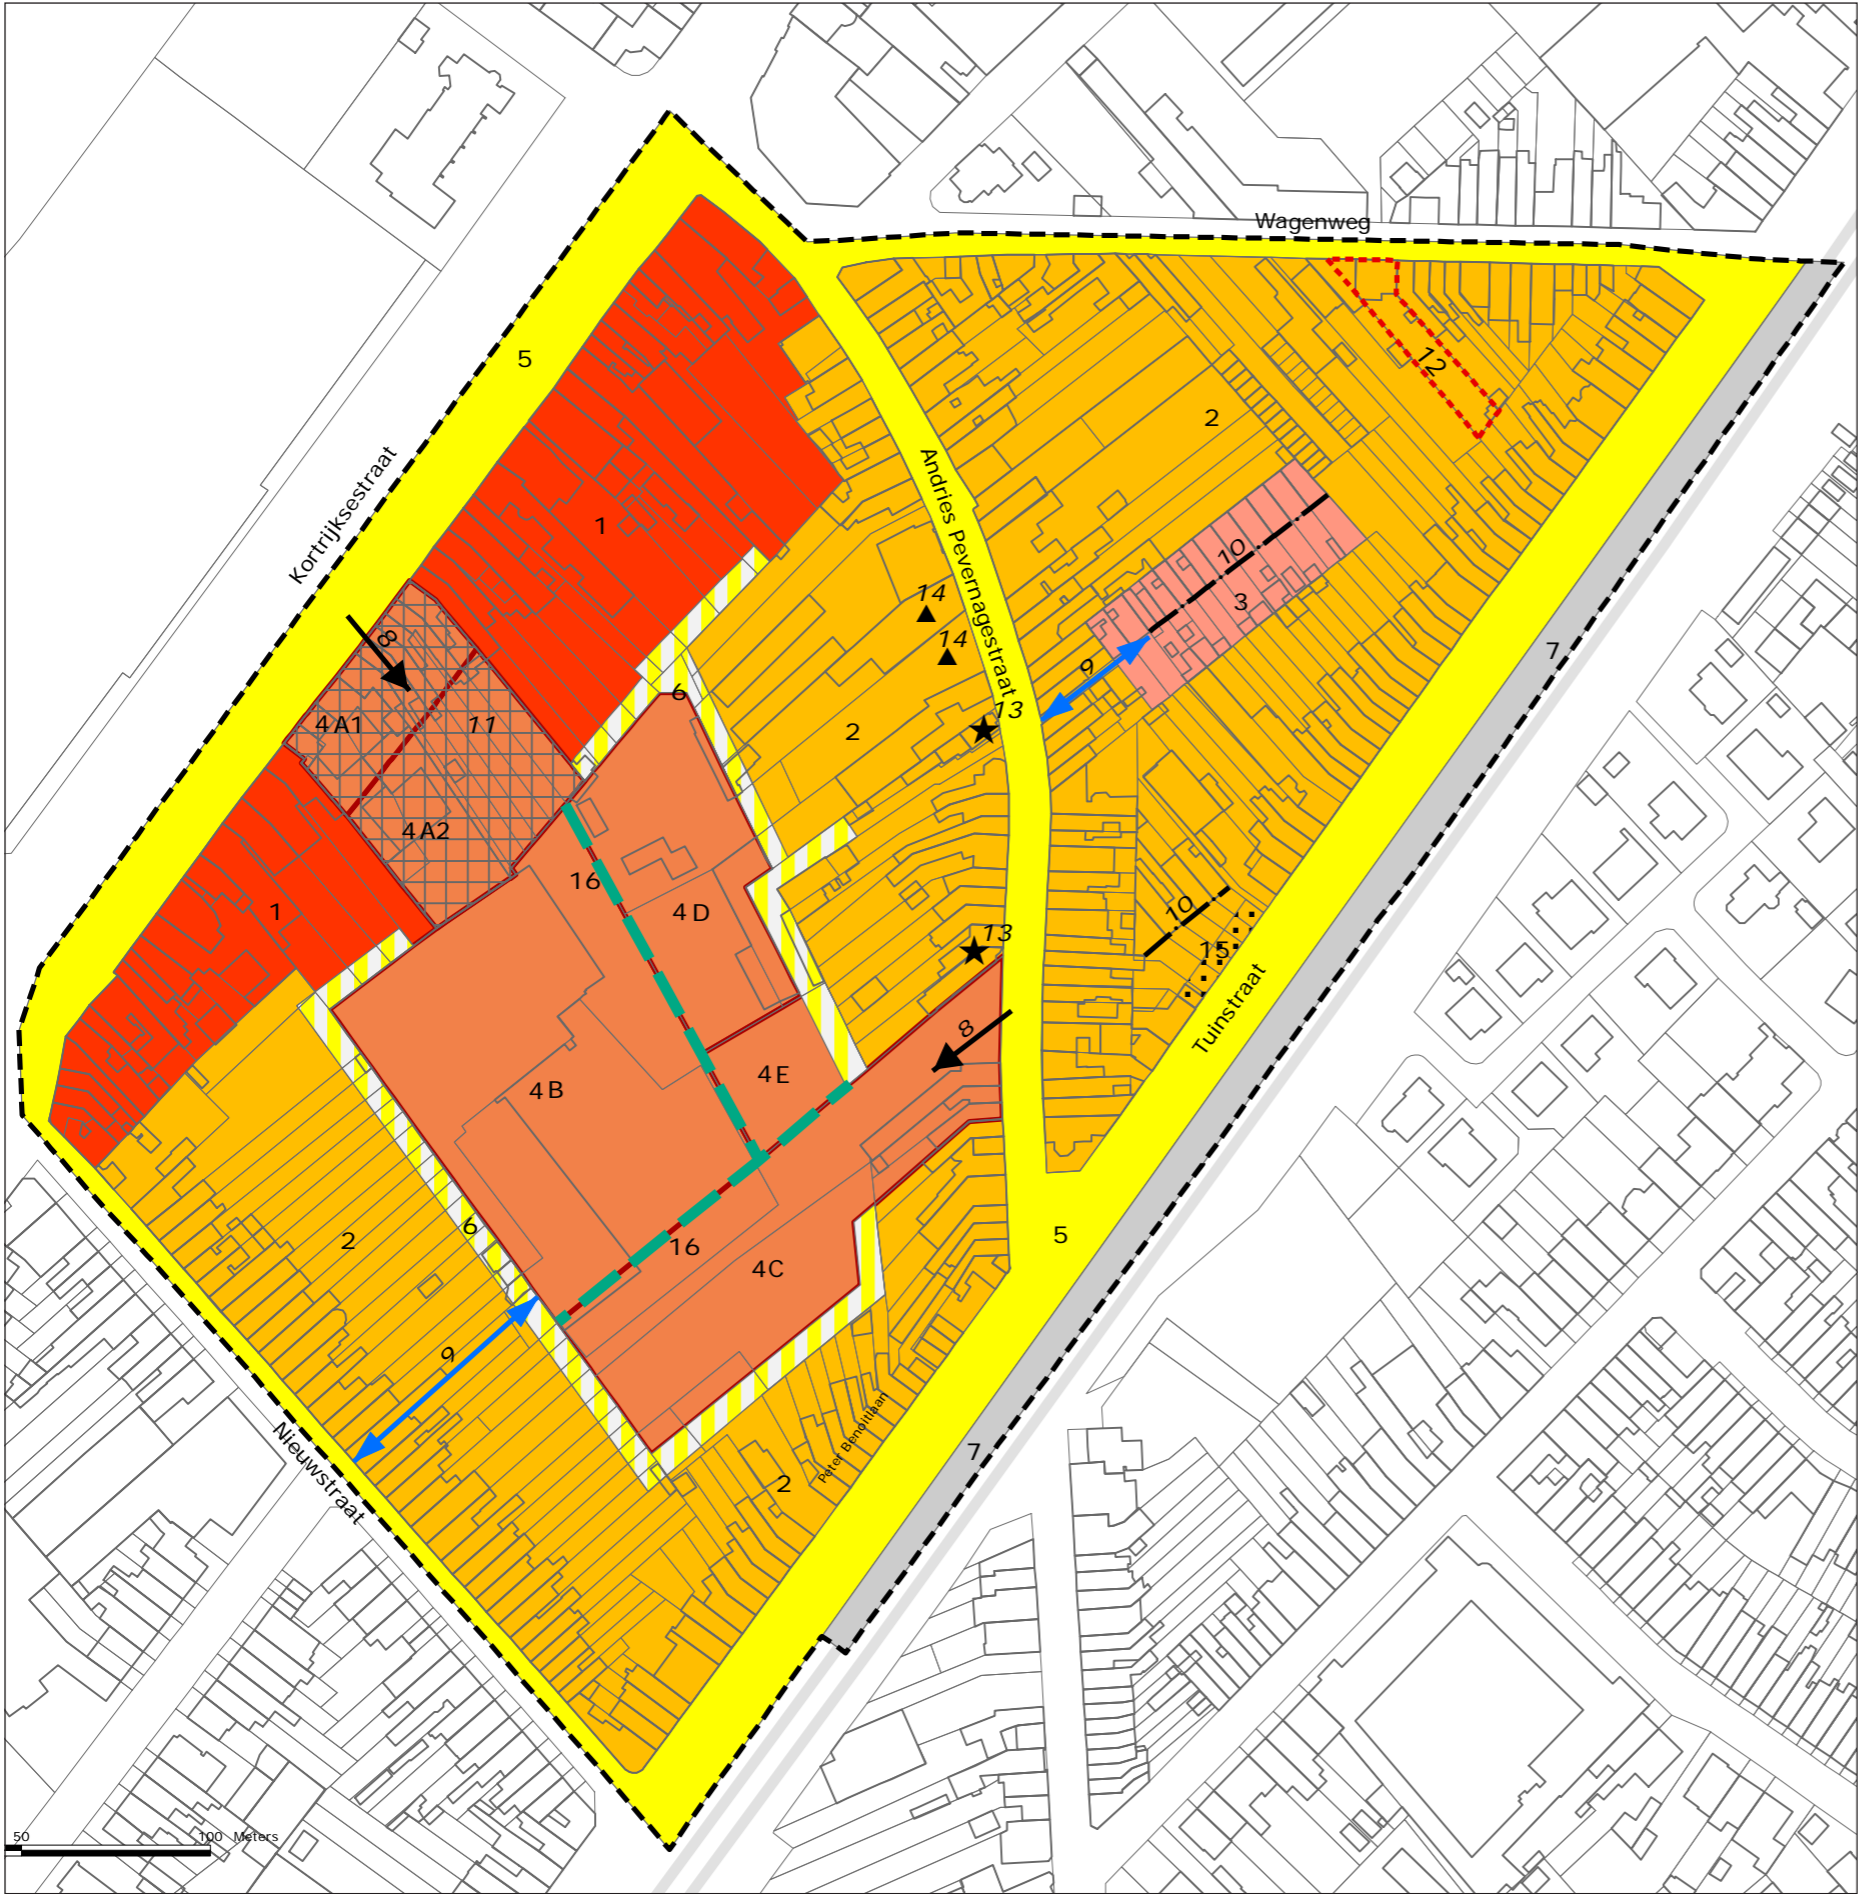 Wagenweg
5
12
2
Kortrijksestraat
Andries Pevernagestraat
1
10
14
3
8
14
7
9
6
13
4A1
11
2
4A2
16
4D
1
10
13
15
Tuinstraat
8
4E
4B
6
2
16
5
4C
9
Peter Benoitlaan
Nieuwstraat
7
2
50 100 Meters